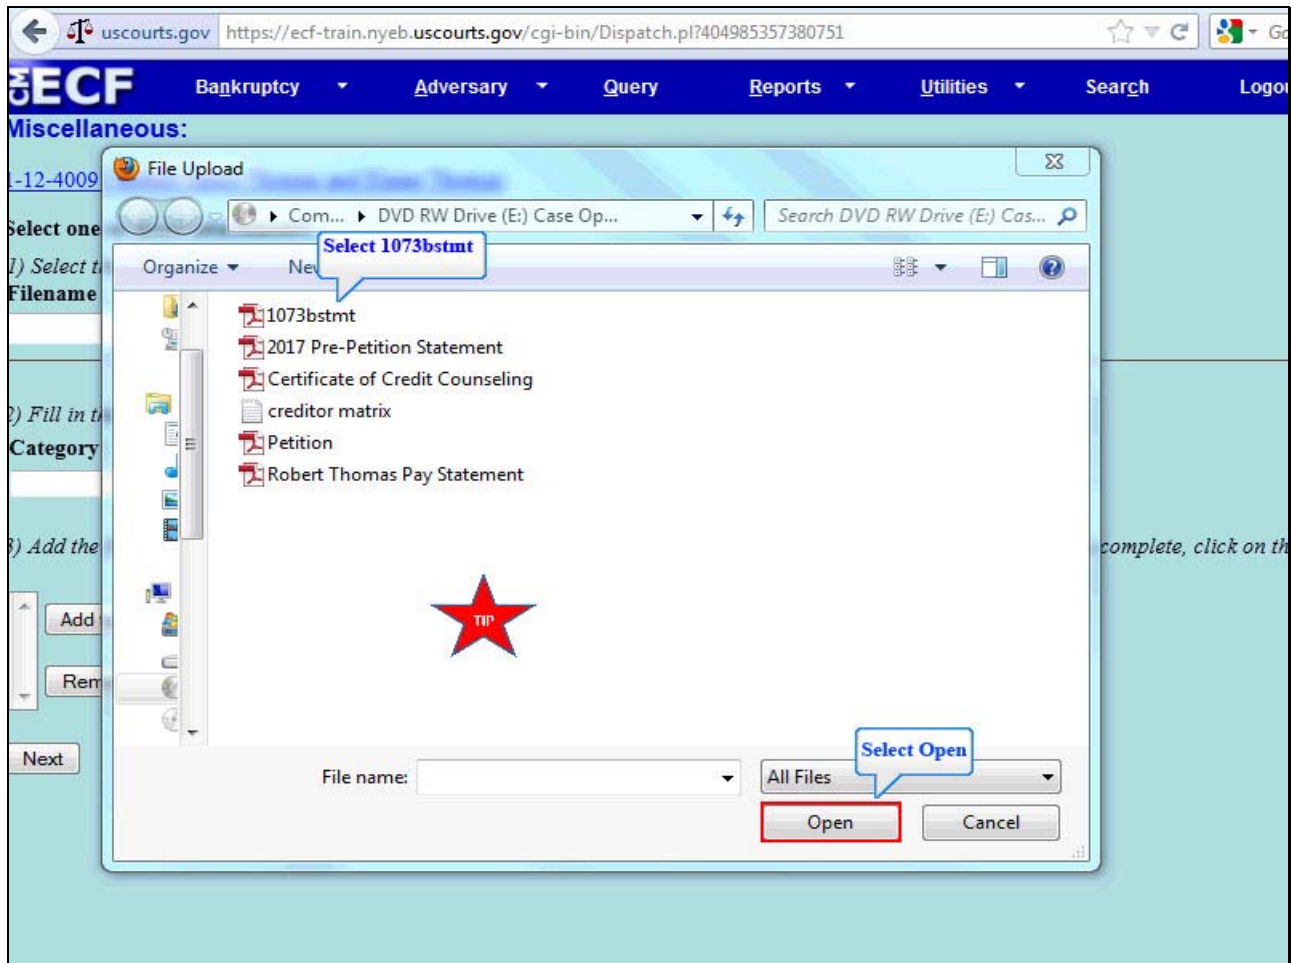 uscourts.gov https://ecf-train.nyeb.uscourts.gov/cgi-bin/Dispatch.pl?404985357380751
CM ECF Bankruptcy Adversary Query Reports Utilities Search
Miscellaneous:
File Upload
1-12-4009
Com... DVD RW Drive (E:) Case Op... Search DVD RW Drive (E:) Cas...
Select one
Select 1073bstmt
1) Select
Organize
Filename
1073bstmt
2017 Pre-Petition Statement
Certificate of Credit Counseling
2) Fill in
creditor matrix
Category
Petition
Robert Thomas Pay Statement
3) Add the
complete, click on
Add
TIP
Next
Select Open
File name: All Files
Open Cancel